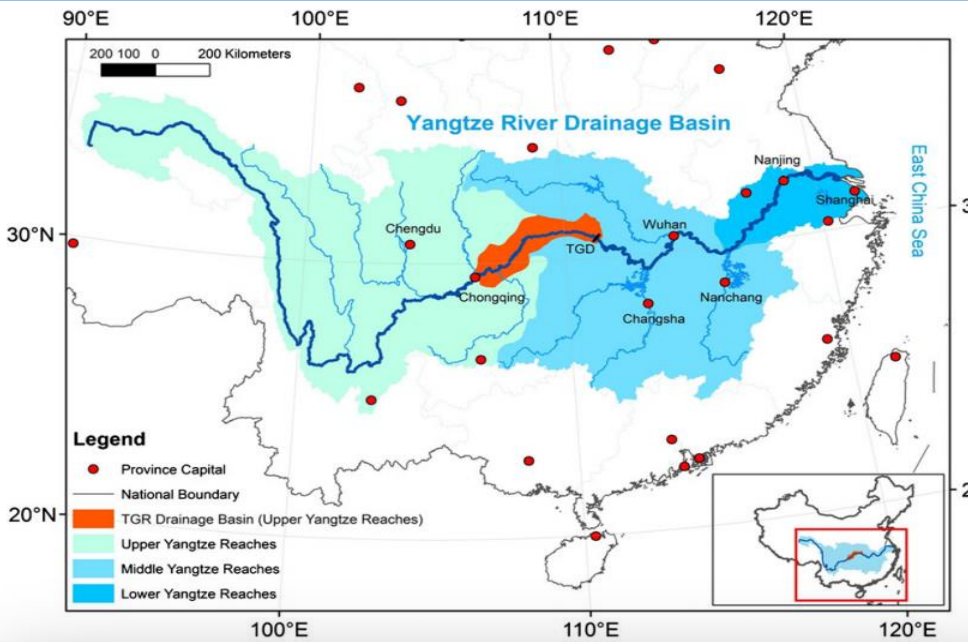 90°E 100°E 110°E 120°E
200 100 0 200 Kilometers
Yangtze River Drainage Basin
Nanjing
Shanghai
East China Sea
30°N
Chengdu
Wuhan
TGD
Chongqing
Nanchang
Changsha
Legend
Province Capital
National Boundary
TGR Drainage Basin (Upper Yangtze Reaches)
Upper Yangtze Reaches
Middle Yangtze Reaches
Lower Yangtze Reaches
20°N
100°E 110°E 120°E